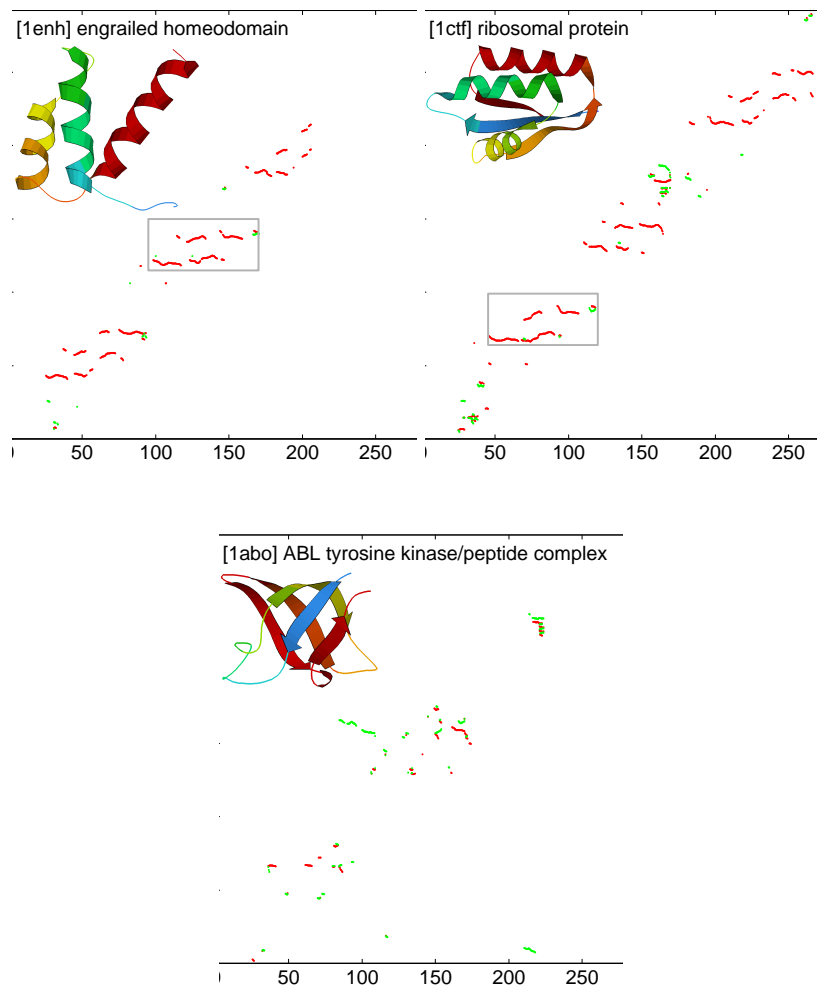 [1enh] engrailed homeodomain
[1ctf] ribosomal protein
50 100 150 200 250
50 100 150 200 250
[1abo] ABL tyrosine kinase/peptide complex
50 100 150 200 250